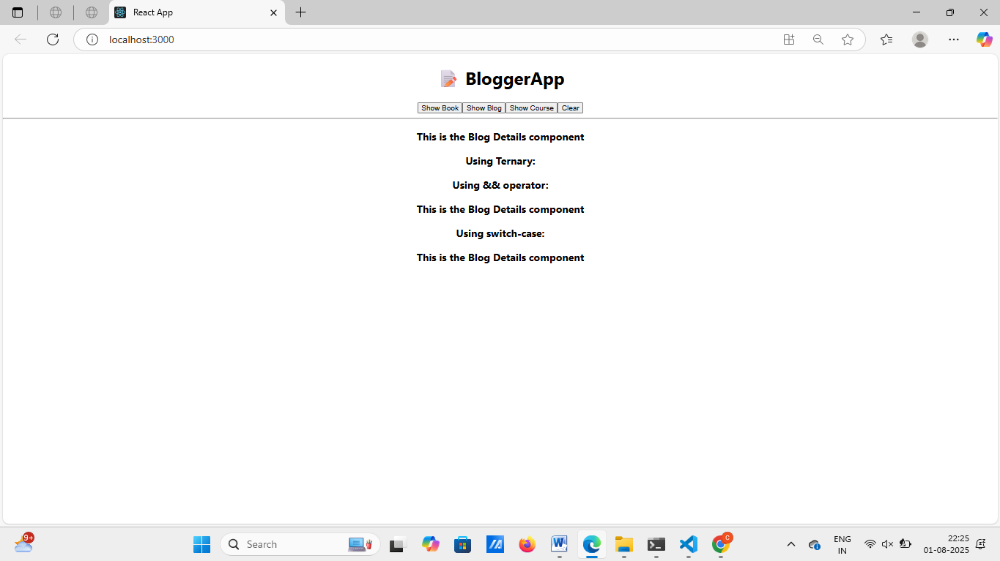 React App
localhost:3000
📝 BloggerApp
Show Book Show Blog Show Course Clear
This is the Blog Details component
Using Ternary:
Using && operator:
This is the Blog Details component
Using switch-case:
This is the Blog Details component
9+
Search
C
ENG
IN
22:25
01-08-2025